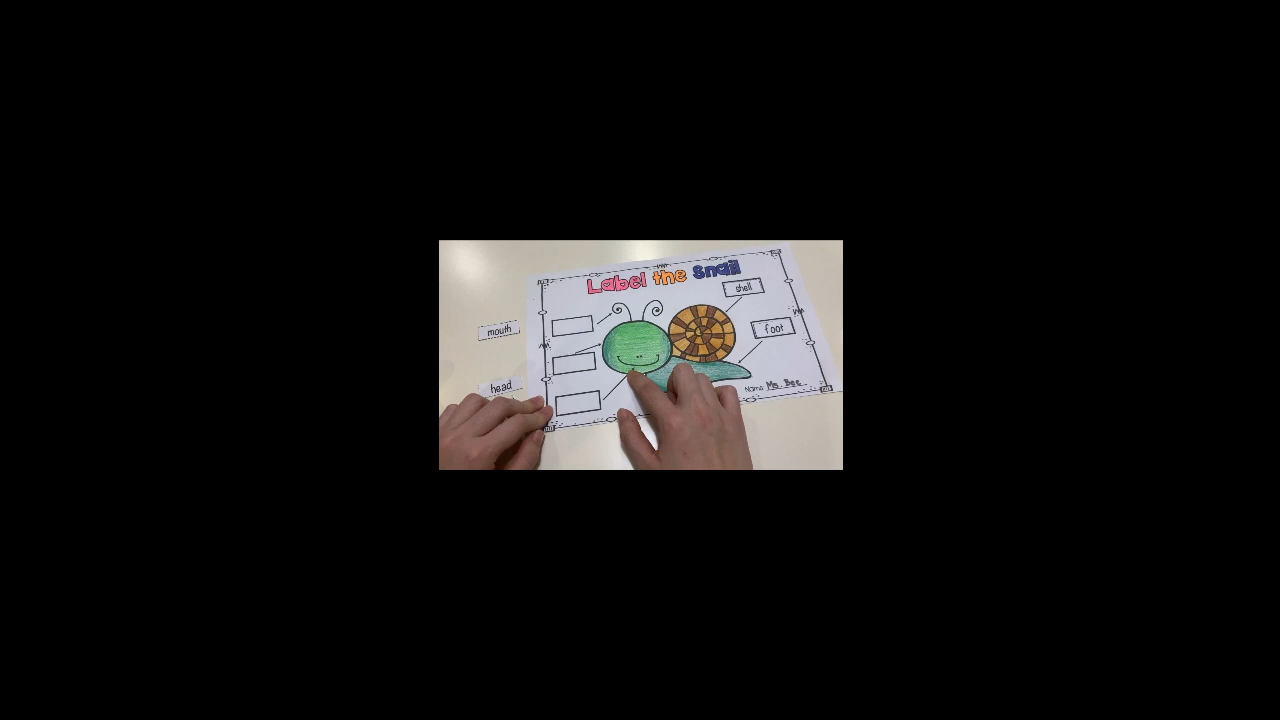 Label the Snail
shell
mouth
foot
head
Name Ms. Bee